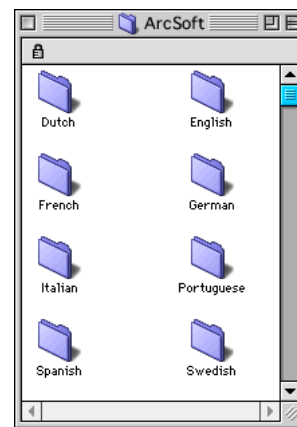 ArcSoft
Dutch English
French German
Italian Portuguese
Spanish Swedish